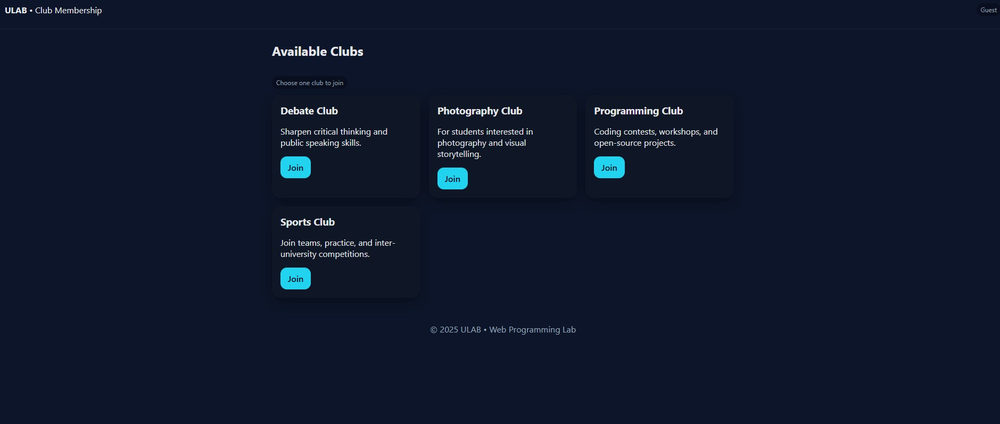 ULAB • Club Membership
Guest
Available Clubs
Choose one club to join
Debate Club
Sharpen critical thinking and
public speaking skills.
Join
Photography Club
For students interested in
photography and visual
storytelling.
Join
Programming Club
Coding contests, workshops, and
open-source projects.
Join
Sports Club
Join teams, practice, and inter-
university competitions.
Join
© 2025 ULAB • Web Programming Lab